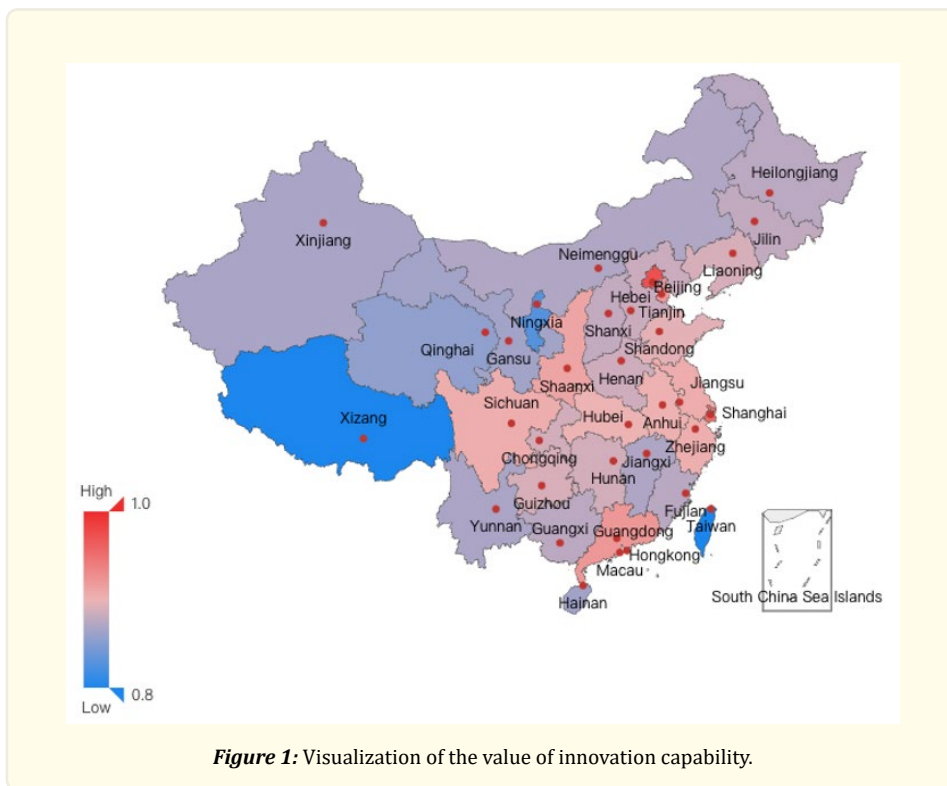 Heilongjiang
Jilin
Xinjiang
Neimenggu
Liaoning
Beijing
Hebei
Tianjin
Ningxia
Shanxi
Qinghai
Gansu
Shandong
Henan
Shaanxi
Jiangsu
Sichuan
Shanghai
Xizang
Hubei
Anhui
Zhejiang
Chongqing
Jiangxi
Hunan
High
1.0
Guizhou
Fujian
Yunnan
Guangxi
Guangdong
Taiwan
Hongkong
Macau
South China Sea Islands
Hainan
0.8
Low
Figure 1: Visualization of the value of innovation capability.